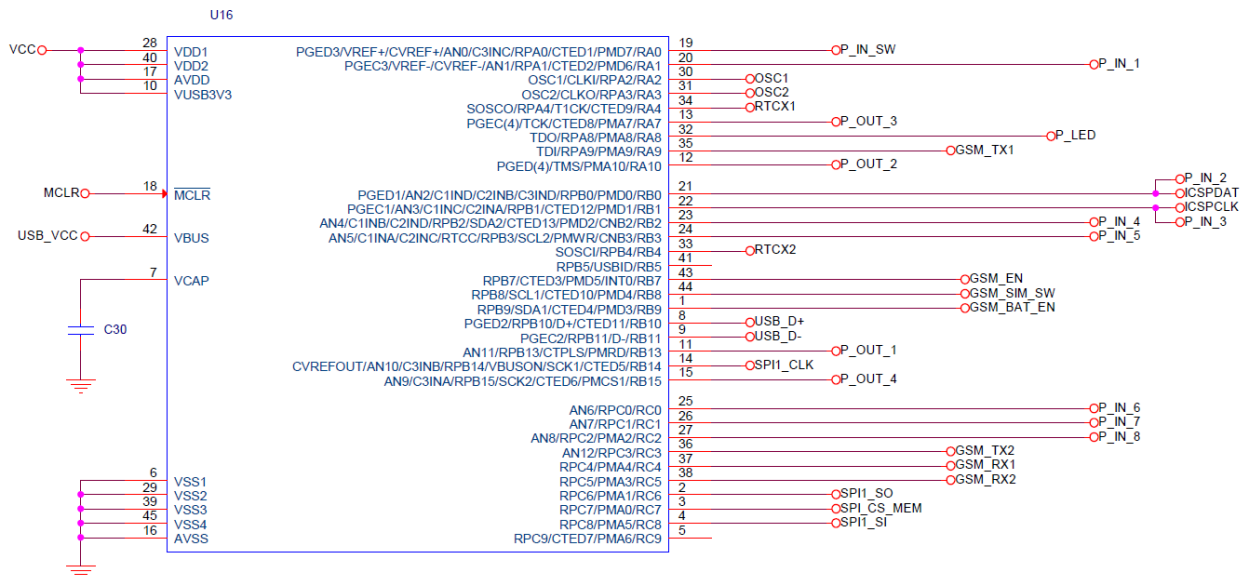 U16
VCC
28 VDD1
40 VDD2
17 AVDD
10 VUSB3V3
MCLR 18 MCLR
USB_VCC 42 VBUS
7 VCAP
C30
6 VSS1
29 VSS2
39 VSS3
45 VSS4
16 AVSS
PGED3/VREF+/CVREF+/AN0/C3INC/RPA0/CTED1/PMD7/RA0 19 P_IN_SW
PGEC3/VREF-/CVREF-/AN1/RPA1/CTED2/PMD6/RA1 20 P_IN_1
OSC1/CLKI/RPA2/RA2 30 OSC1
OSC2/CLKO/RPA3/RA3 31 OSC2
SOSCO/RPA4/T1CK/CTED9/RA4 34 RTCX1
PGEC(4)/TCK/CTED8/PMA7/RA7 13 P_OUT_3
TDO/RPA8/PMA8/RA8 32 P_LED
TDI/RPA9/PMA9/RA9 35 GSM_TX1
PGED(4)/TMS/PMA10/RA10 12 P_OUT_2
P_IN_2
PGED1/AN2/C1IND/C2INB/C3IND/RPB0/PMD0/RB0 21 ICSPDAT
PGEC1/AN3/C1INC/C2INA/RPB1/CTED12/PMD1/RB1 22 ICSPCLK
P_IN_3
AN4/C1INB/C2IND/RPB2/SDA2/CTED13/PMD2/CNB2/RB2 23 P_IN_4
AN5/C1INA/C2INC/RTCC/RPB3/SCL2/PMWR/CNB3/RB3 24 P_IN_5
SOSCI/RPB4/RB4 33 RTCX2
RPB5/USBID/RB5 41
RPB7/CTED3/PMD5/INT0/RB7 43 GSM_EN
RPB8/SCL1/CTED10/PMD4/RB8 44 GSM_SIM_SW
RPB9/SDA1/CTED4/PMD3/RB9 1 GSM_BAT_EN
PGED2/RPB10/D+/CTED11/RB10 8 USB_D+
PGEC2/RPB11/D-/RB11 9 USB_D-
AN11/RPB13/CTPLS/PMRD/RB13 11 P_OUT_1
CVREFOUT/AN10/C3INB/RPB14/VBUSON/SCK1/CTED5/RB14 14 SPI1_CLK
AN9/C3INA/RPB15/SCK2/CTED6/PMCS1/RB15 15 P_OUT_4
AN6/RPC0/RC0 25 P_IN_6
AN7/RPC1/RC1 26 P_IN_7
AN8/RPC2/PMA2/RC2 27 P_IN_8
AN12/RPC3/RC3 36 GSM_TX2
RPC4/PMA4/RC4 37 GSM_RX1
RPC5/PMA3/RC5 38 GSM_RX2
RPC6/PMA1/RC6 2 SPI1_SO
RPC7/PMA0/RC7 3 SPI_CS_MEM
RPC8/PMA5/RC8 4 SPI1_SI
RPC9/CTED7/PMA6/RC9 5